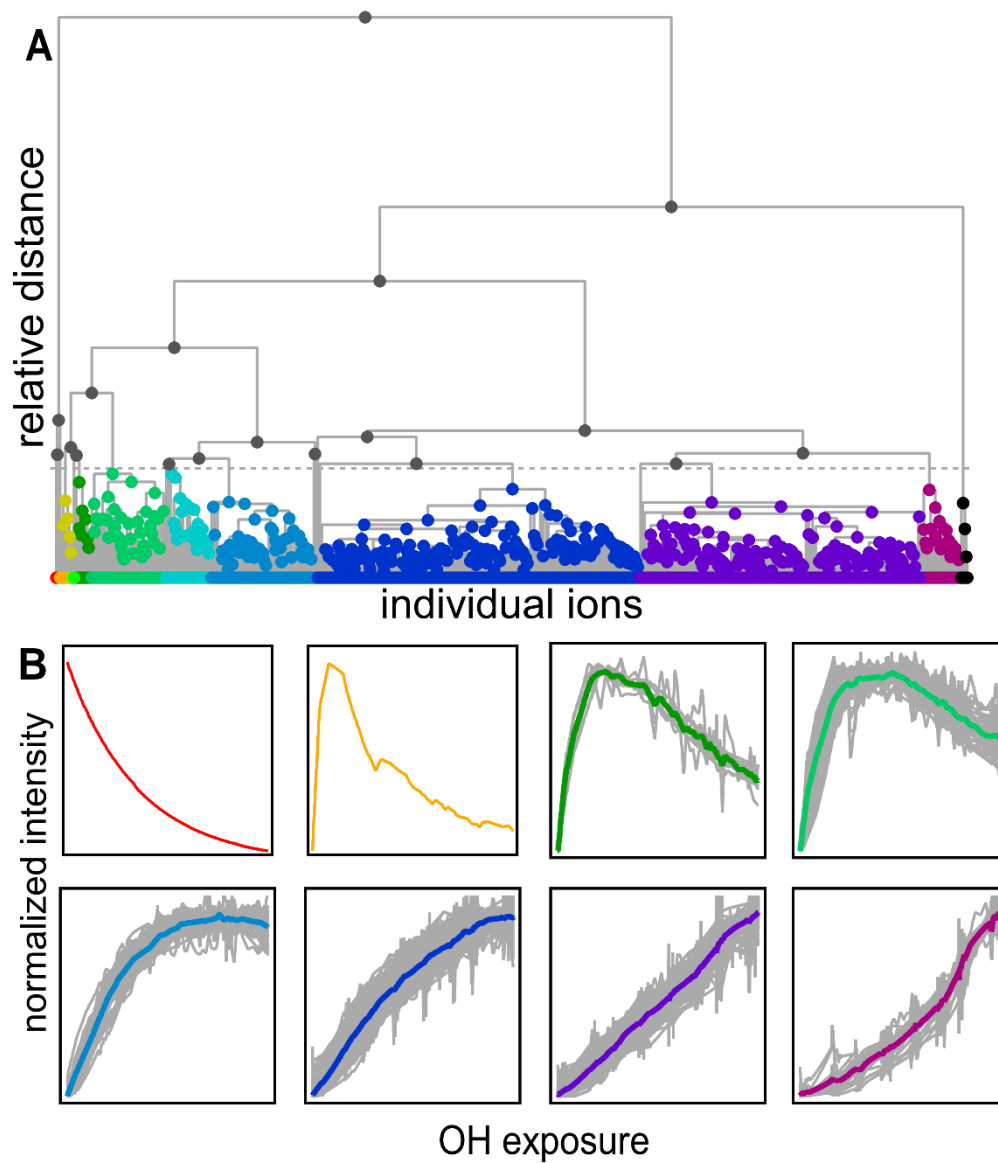 A
relative distance
individual ions
B
normalized intensity
OH exposure